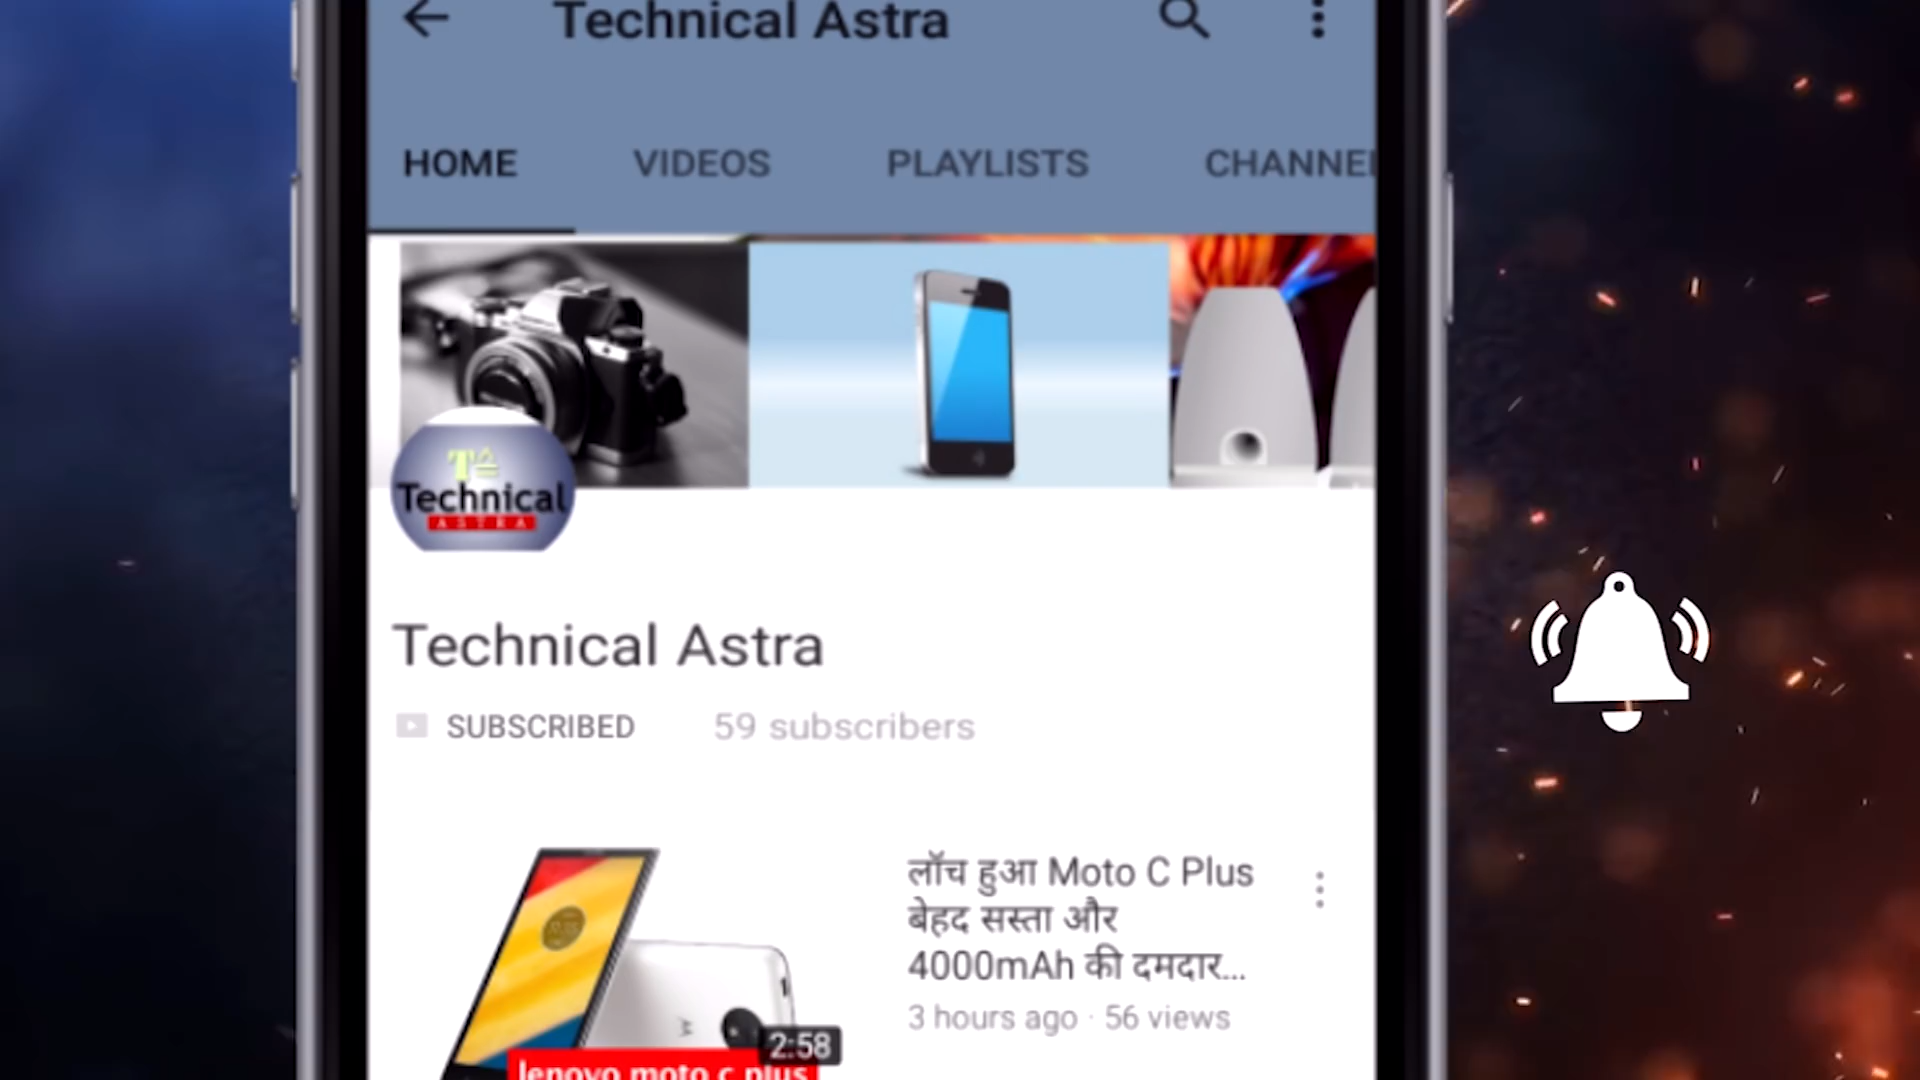 Technical Astra
HOME VIDEOS PLAYLISTS CHANNE
Technical
ASTRA
Technical Astra
SUBSCRIBED 59 subscribers
लॉच हुआ Moto C Plus
बेहद सस्ता और
4000mAh की दमदार...
3 hours ago · 56 views
2:58
lenovo moto c plus